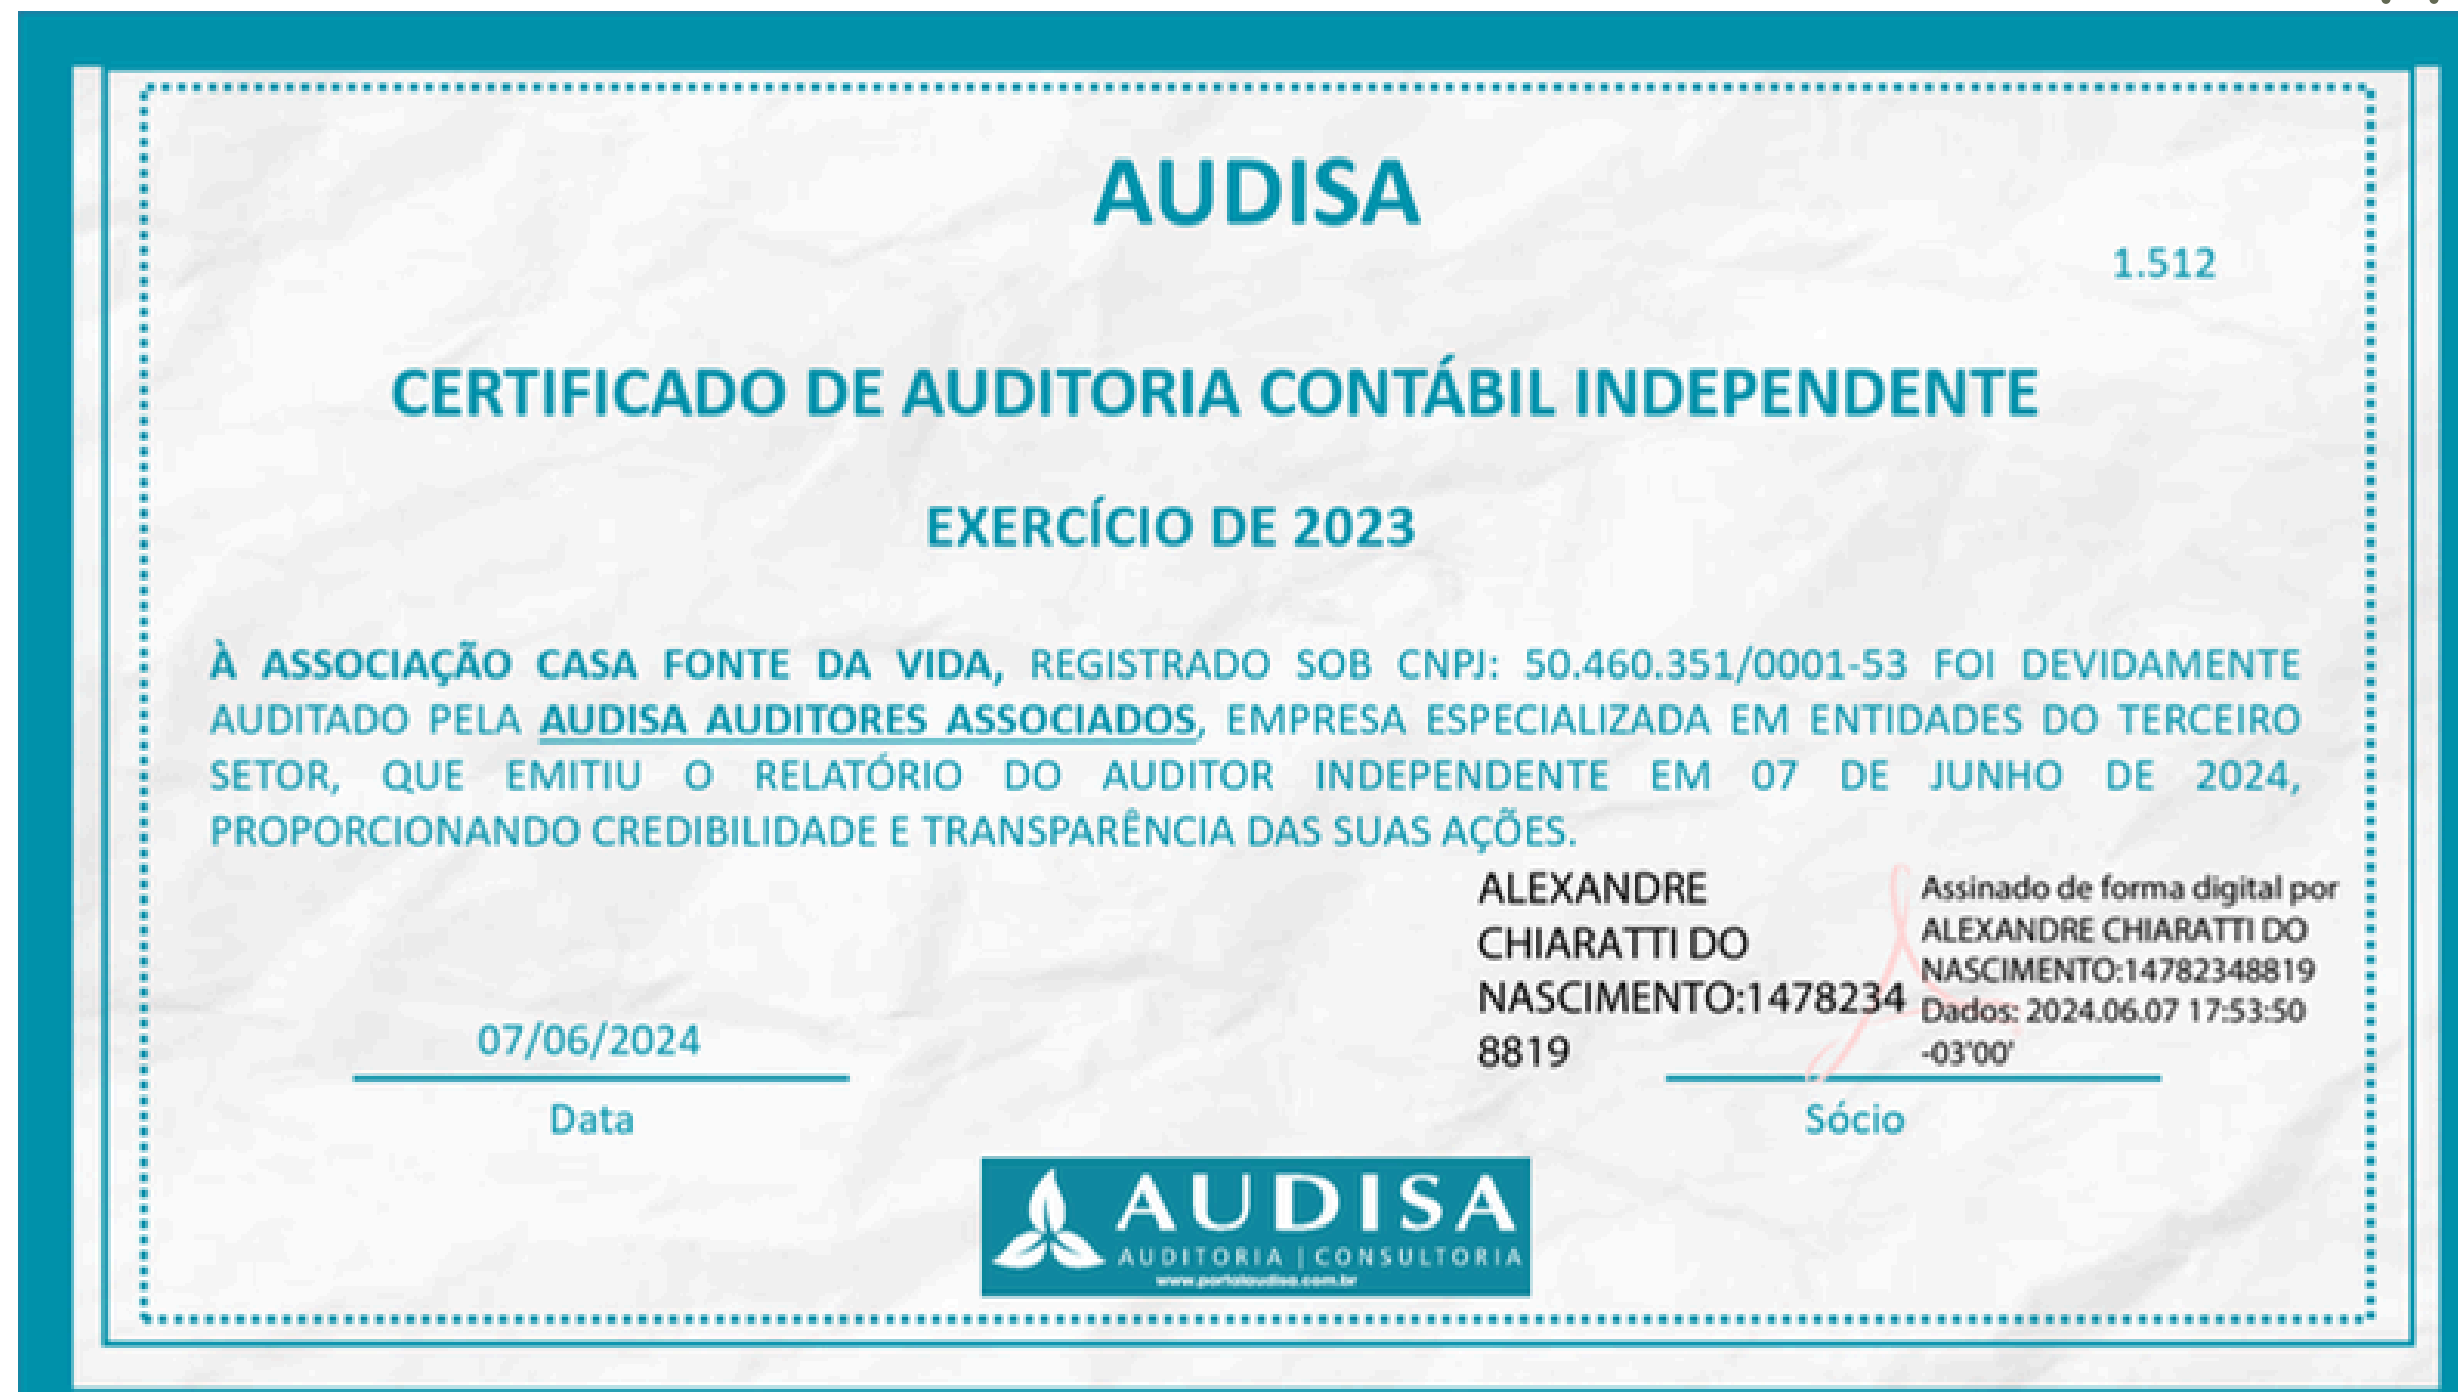 AUDISA
1.512
CERTIFICADO DE AUDITORIA CONTÁBIL INDEPENDENTE
EXERCÍCIO DE 2023
À ASSOCIAÇÃO CASA FONTE DA VIDA, REGISTRADO SOB CNPJ: 50.460.351/0001-53 FOI DEVIDAMENTE
AUDITADO PELA AUDISA AUDITORES ASSOCIADOS, EMPRESA ESPECIALIZADA EM ENTIDADES DO TERCEIRO
SETOR, QUE EMITIU O RELATÓRIO DO AUDITOR INDEPENDENTE EM 07 DE JUNHO DE 2024,
PROPORCIONANDO CREDIBILIDADE E TRANSPARÊNCIA DAS SUAS AÇÕES.
ALEXANDRE
CHIARATTI DO
NASCIMENTO:1478234
8819
Assinado de forma digital por
ALEXANDRE CHIARATTI DO
NASCIMENTO:14782348819
Dados: 2024.06.07 17:53:50
-03'00'
07/06/2024
Data
Sócio
AUDISA
AUDITORIA | CONSULTORIA
www.portalaudisa.com.br